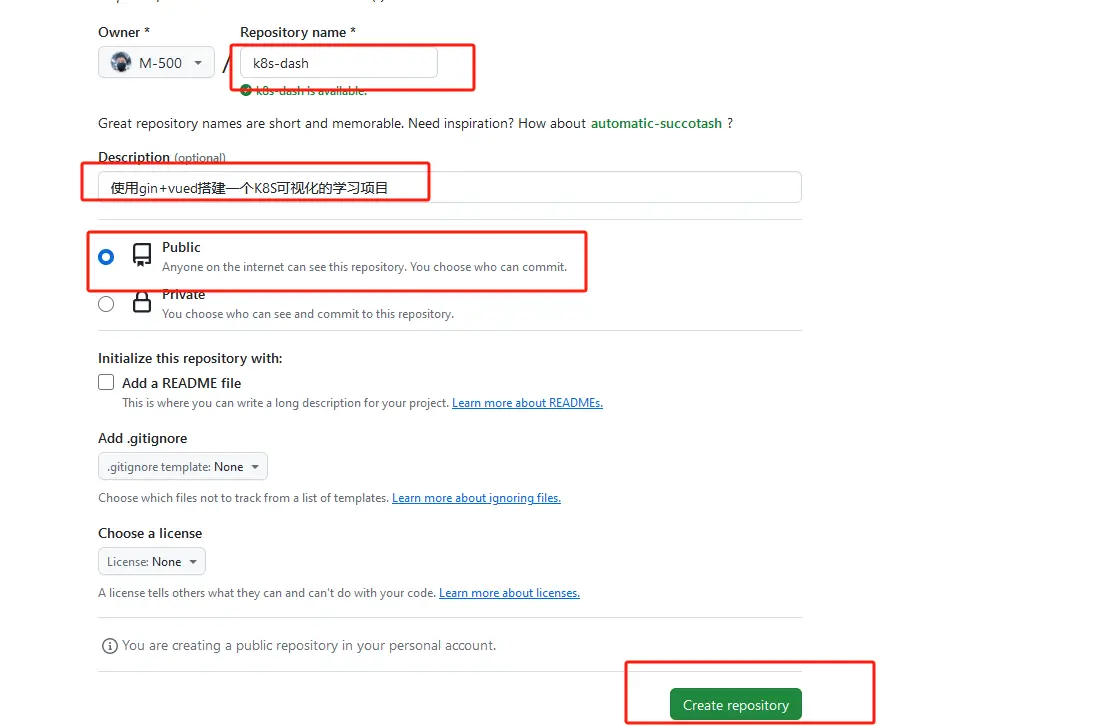 Owner * Repository name *
M-500 / k8s-dash
k8s-dash is available.
Great repository names are short and memorable. Need inspiration? How about automatic-succotash ?
Description (optional)
使用gin+vued搭建一个K8S可视化的学习项目
Public
Anyone on the internet can see this repository. You choose who can commit.
Private
You choose who can see and commit to this repository.
Initialize this repository with:
Add a README file
This is where you can write a long description for your project. Learn more about READMEs.
Add .gitignore
.gitignore template: None
Choose which files not to track from a list of templates. Learn more about ignoring files.
Choose a license
License: None
A license tells others what they can and can't do with your code. Learn more about licenses.
You are creating a public repository in your personal account.
Create repository